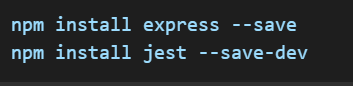 npm install express --save
npm install jest --save-dev